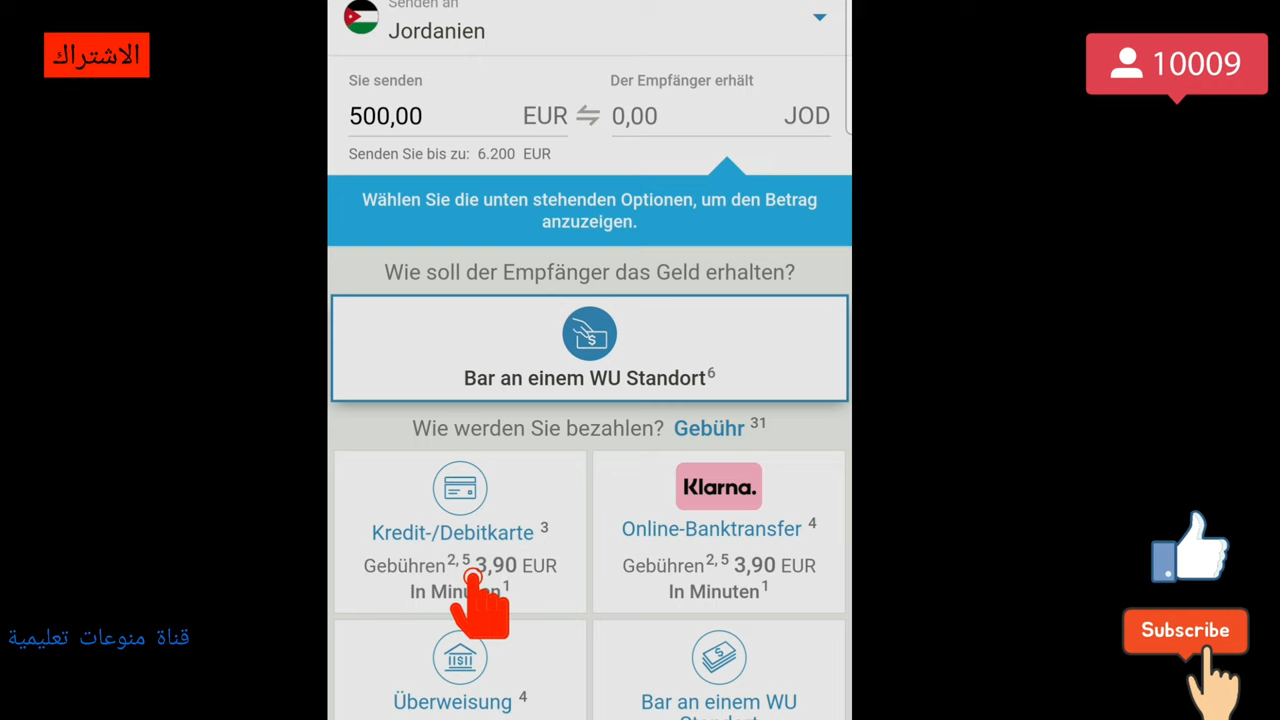 Senden an
Jordanien
الاشتراك
10009
Sie senden
Der Empfänger erhält
500,00 EUR
0,00 JOD
Senden Sie bis zu: 6.200 EUR
Wählen Sie die unten stehenden Optionen, um den Betrag
anzuzeigen.
Wie soll der Empfänger das Geld erhalten?
$
Bar an einem WU Standort6
Wie werden Sie bezahlen? Gebühr 31
Kredit-/Debitkarte 3
Gebühren2, 5 3,90 EUR
Klarna.
Online-Banktransfer 4
Gebühren2, 5 3,90 EUR
In Minuten1
قناة منوعات تعليمية
Subscribe
Überweisung 4
Bar an einem WU